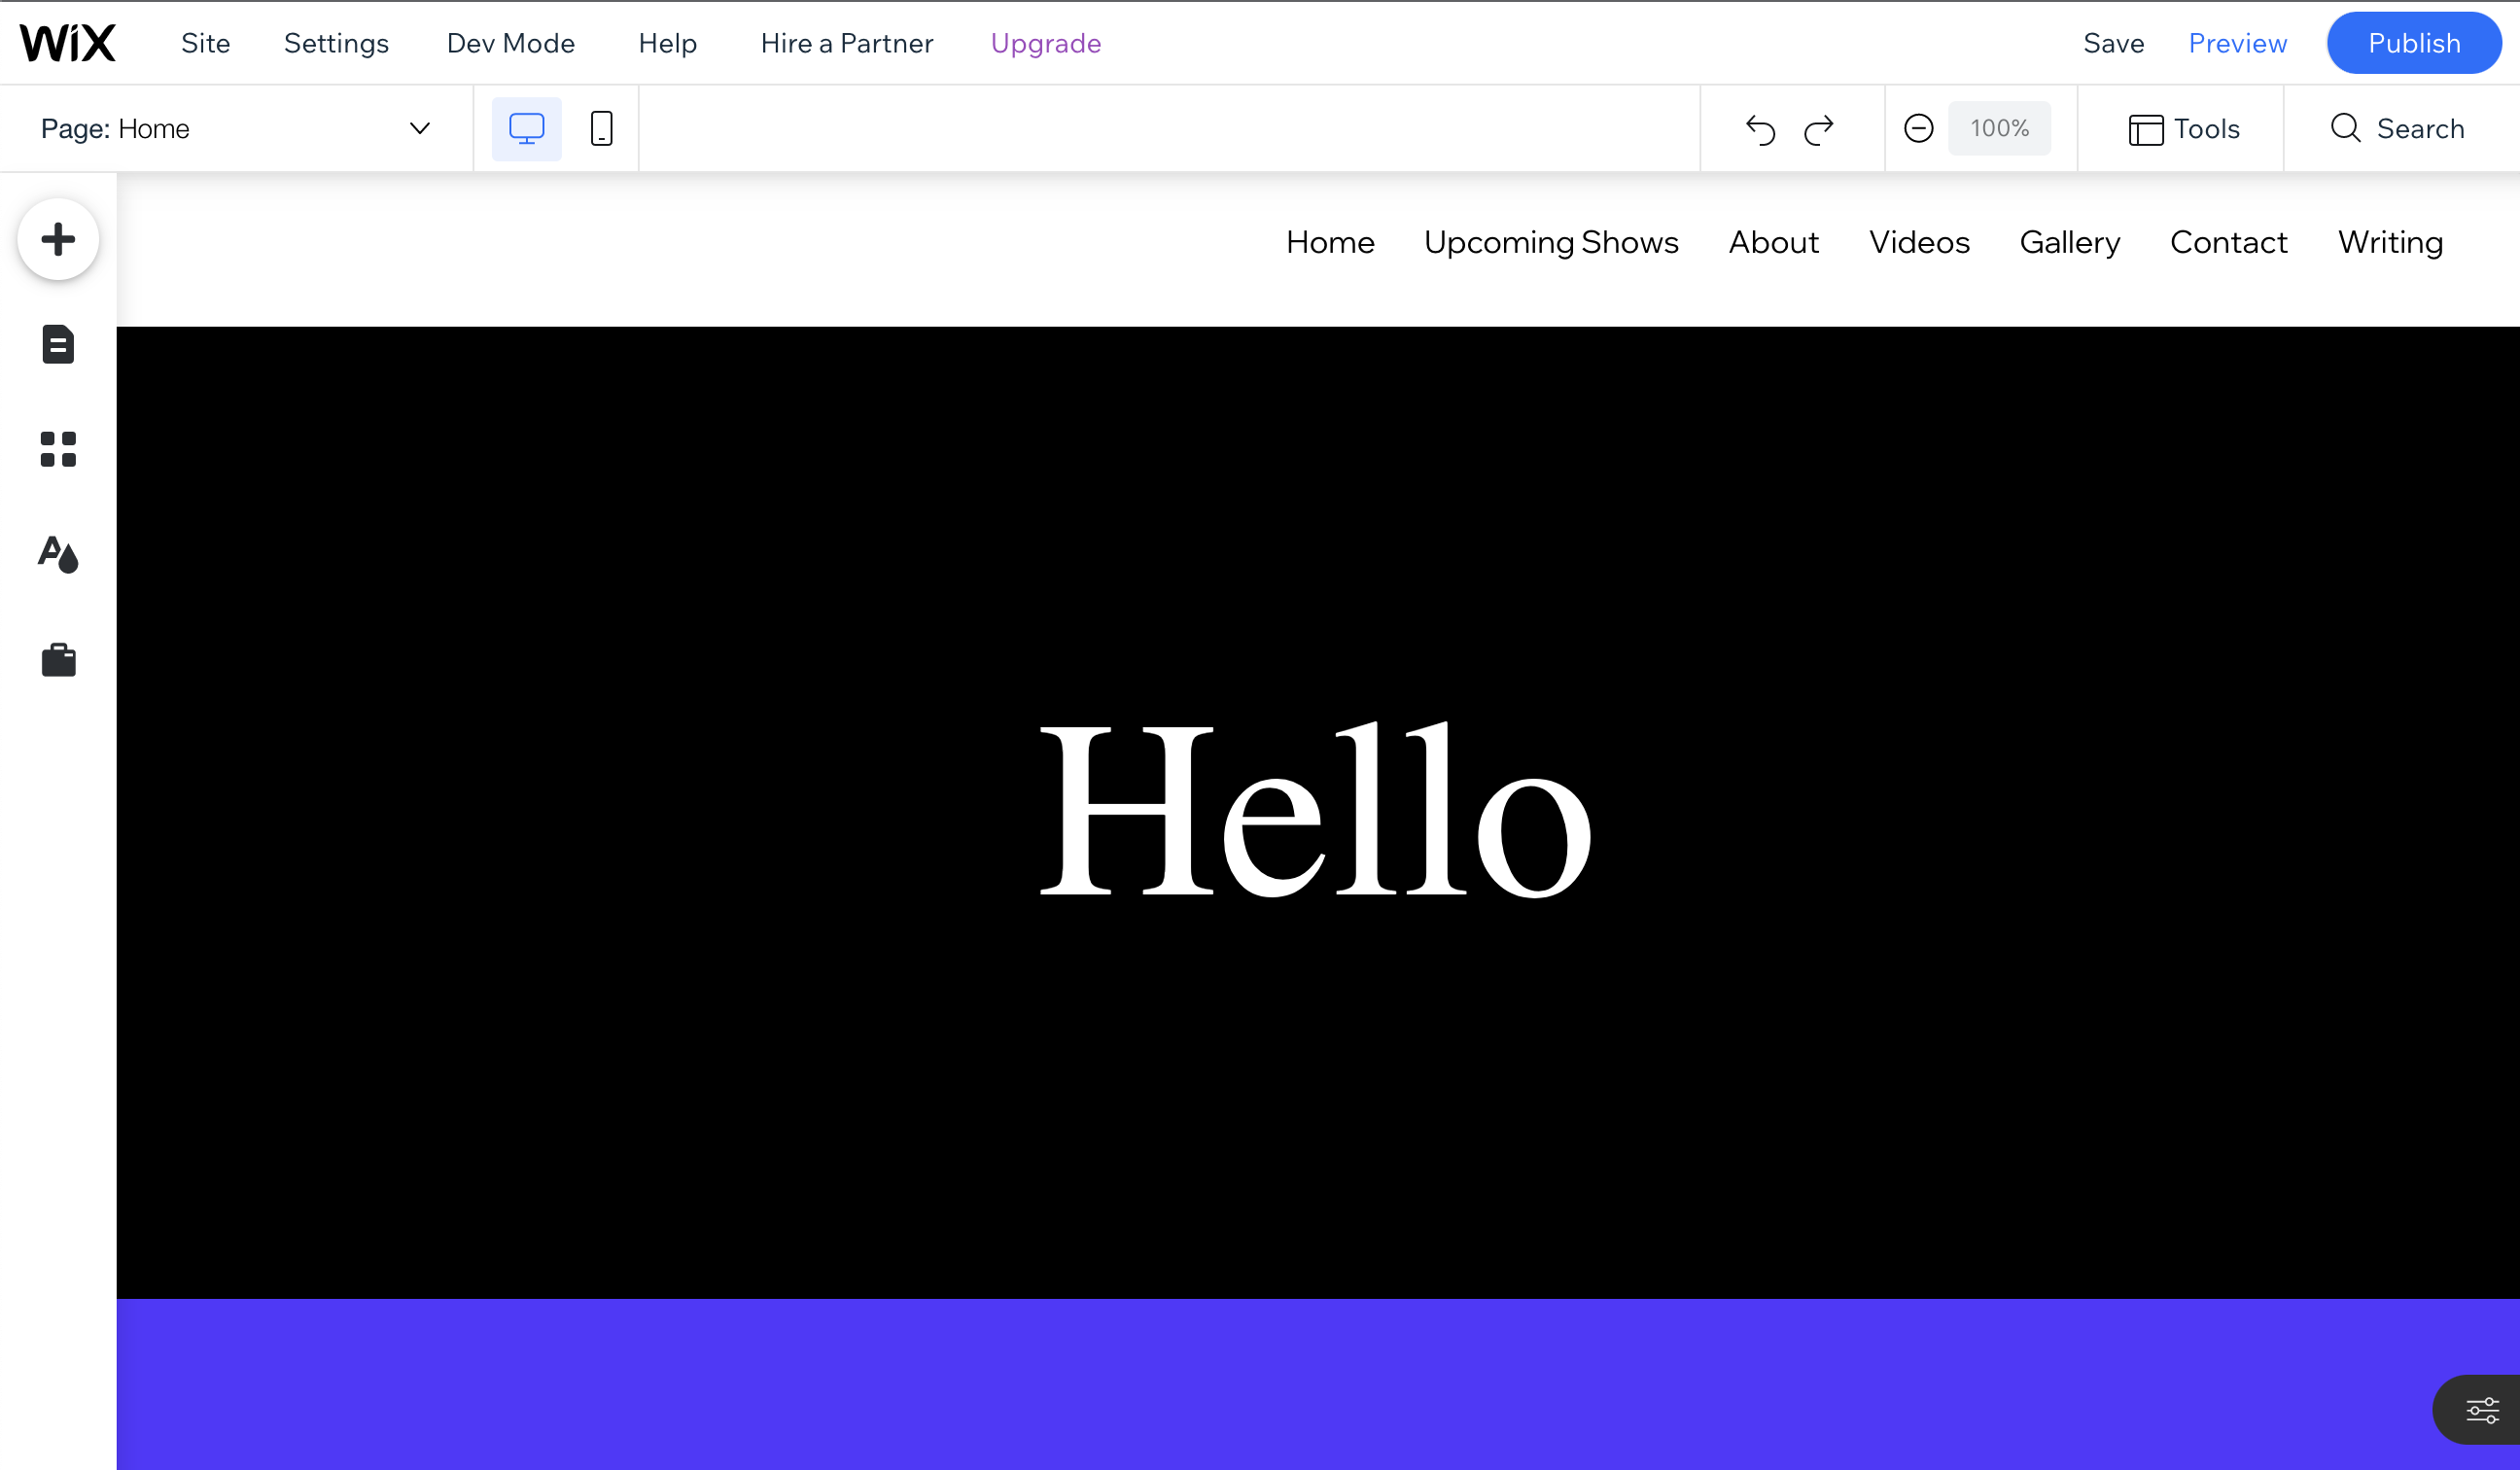 WiX Site Settings Dev Mode Help Hire a Partner Upgrade Save Preview Publish
Page: Home 100% Tools Search
Home Upcoming Shows About Videos Gallery Contact Writing
Hello